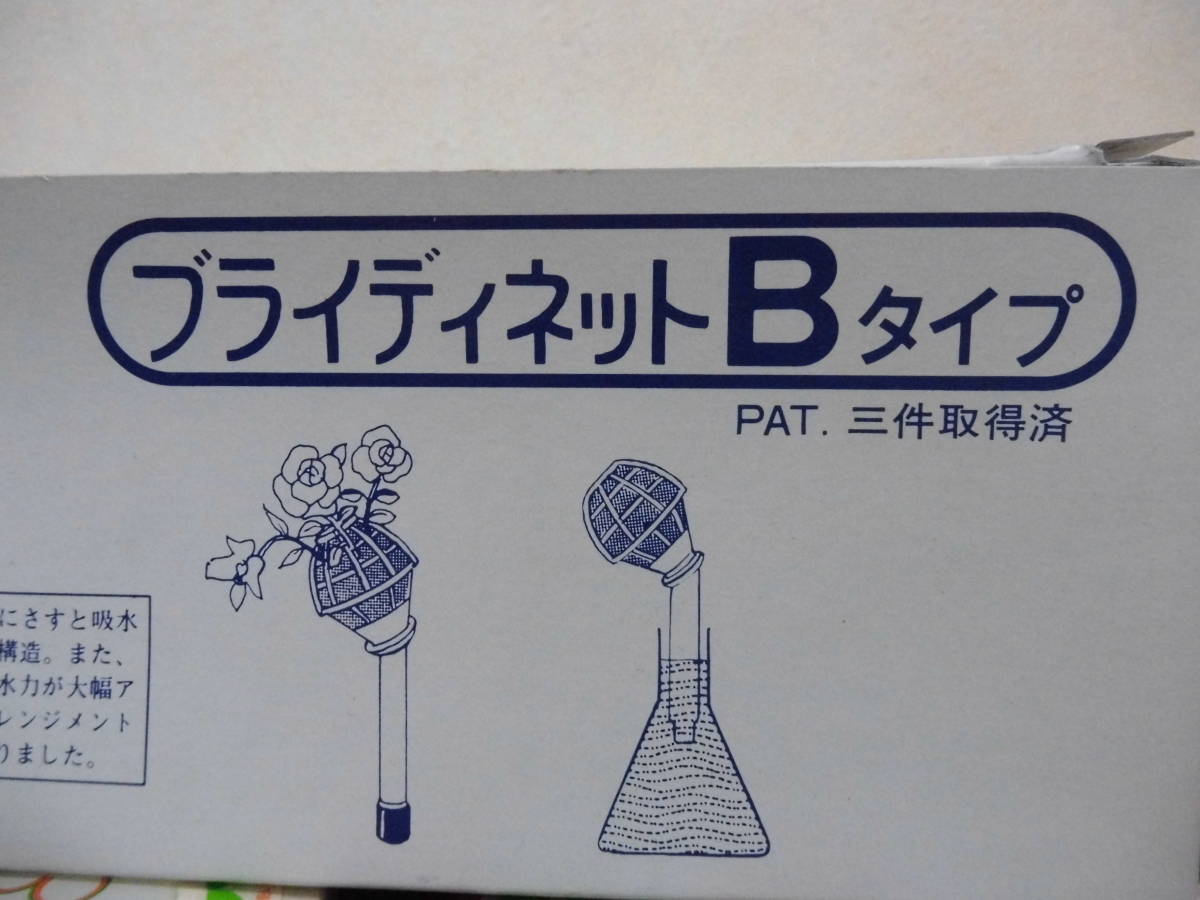 ブライディネットBタイプ
PAT. 三件取得済
にさすと吸水
構造。また、
水力が大幅ア
レンジメント
りました。